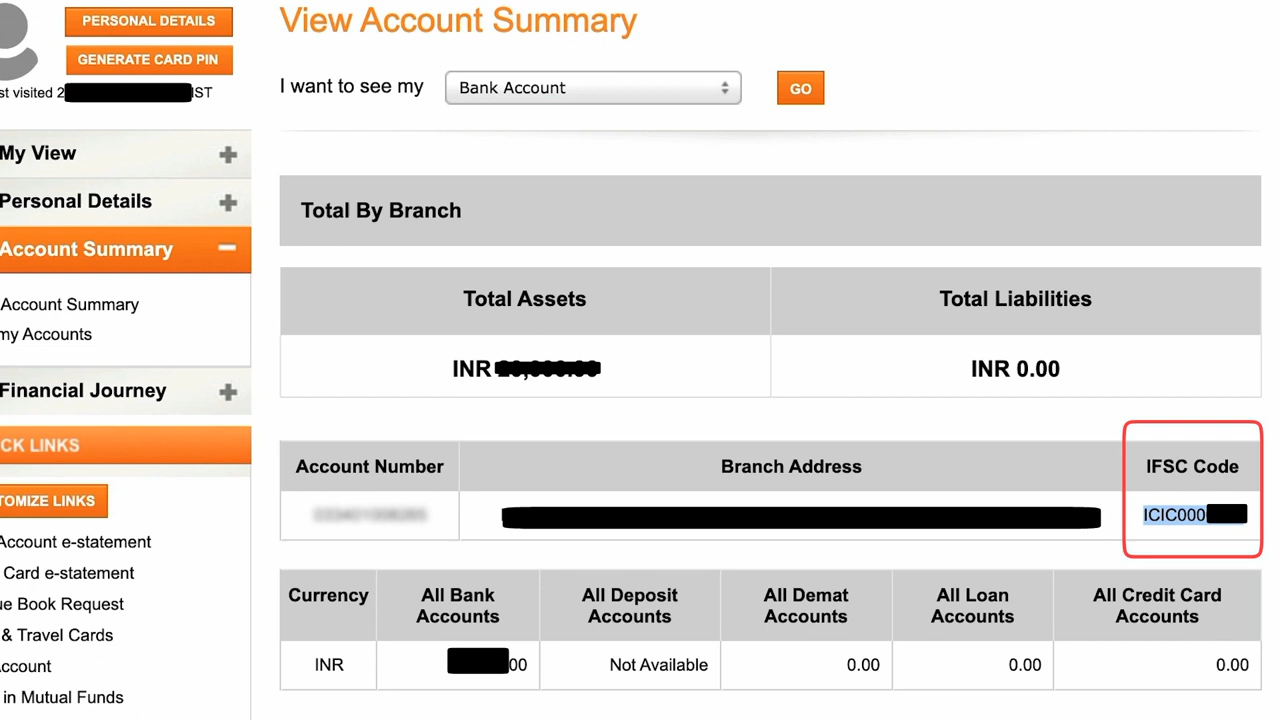 PERSONAL DETAILS
GENERATE CARD PIN
st visited 2 IST
My View
Personal Details
Account Summary
Account Summary
my Accounts
Financial Journey
CK LINKS
TOMIZE LINKS
Account e-statement
Card e-statement
ue Book Request
& Travel Cards
ccount
in Mutual Funds
View Account Summary
I want to see my Bank Account GO
Total By Branch
Total Assets Total Liabilities
INR INR 0.00
Account Number Branch Address IFSC Code
ICIC000
Currency All Bank Accounts All Deposit Accounts All Demat Accounts All Loan Accounts All Credit Card Accounts
INR 00 Not Available 0.00 0.00 0.00